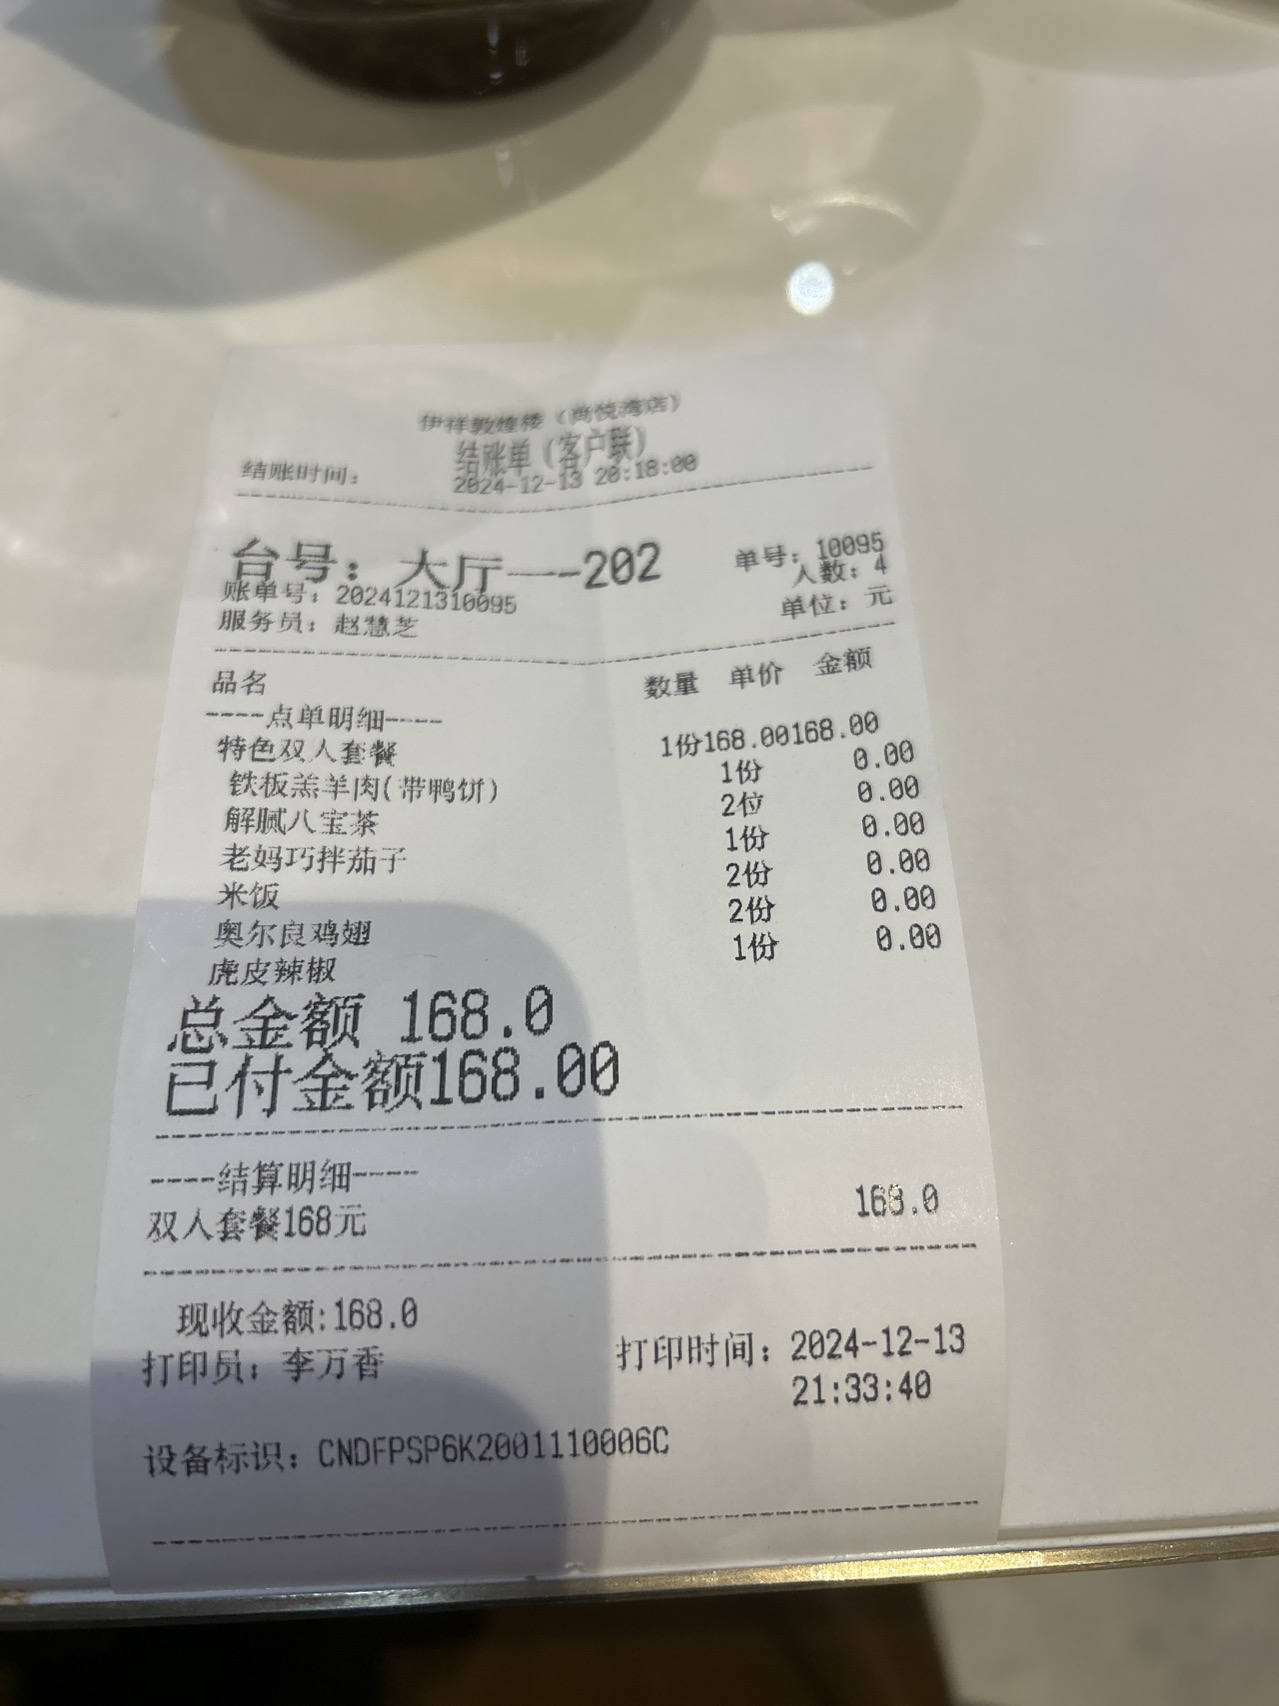 伊祥敦煌楼（尚悦湾店）
结账单（客户联）
结账时间： 2024-12-13 20:18:00
台号：大厅---202 单号：10095
人数：4
账单号：2024121310095 单位：元
服务员：赵慧芝
品名 数量 单价 金额
----点单明细----
特色双人套餐 1份168.00168.00
铁板羔羊肉(带鸭饼) 1份 0.00
解腻八宝茶 2位 0.00
老妈巧拌茄子 1份 0.00
米饭 2份 0.00
奥尔良鸡翅 2份 0.00
虎皮辣椒 1份 0.00
总金额 168.0
已付金额168.00
----结算明细----
双人套餐168元 168.0
现收金额:168.0
打印员：李万香 打印时间：2024-12-13
21:33:40
设备标识：CNDFPSP6K2001110006C